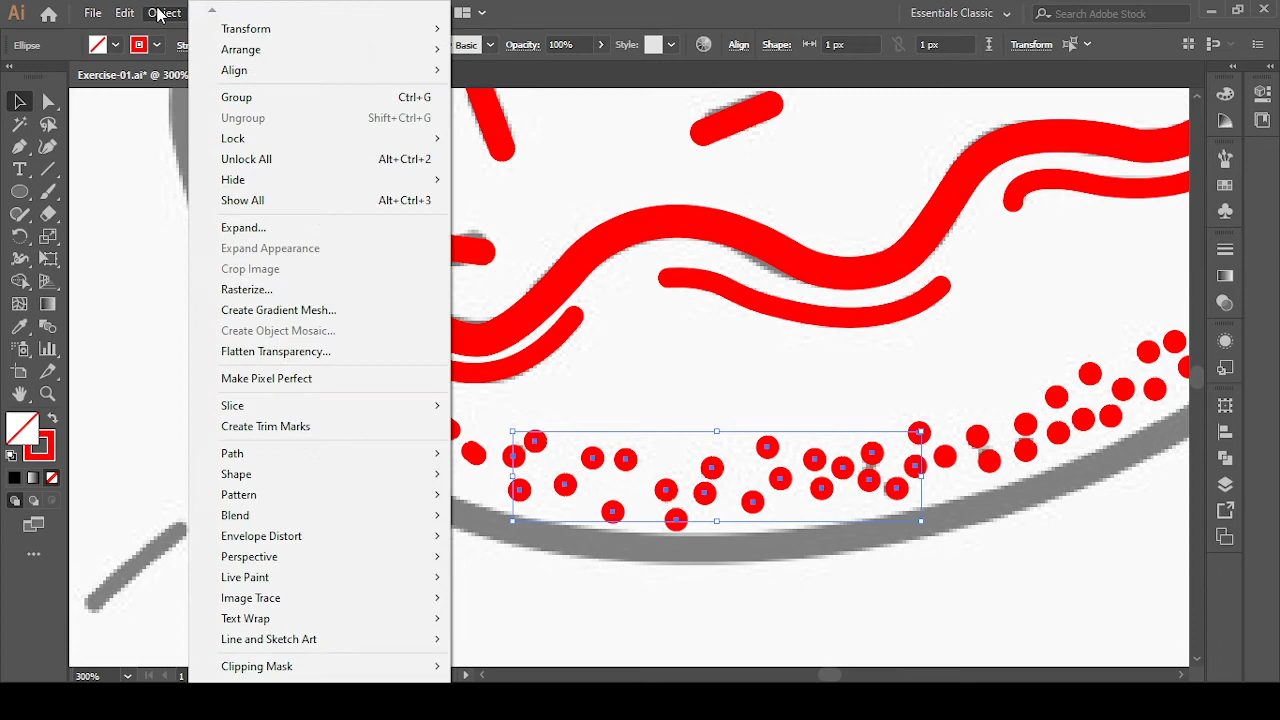 Ai File Edit Object Essentials Classic Search Adobe Stock
Ellipse Basic Opacity: 100% Style: Align Shape: 1 px 1 px Transform
Exercise-01.ai* @ 300%
Transform
Arrange
Align
Group Ctrl+G
Ungroup Shift+Ctrl+G
Lock
Unlock All Alt+Ctrl+2
Hide
Show All Alt+Ctrl+3
Expand...
Expand Appearance
Crop Image
Rasterize...
Create Gradient Mesh...
Create Object Mosaic...
Flatten Transparency...
Make Pixel Perfect
Slice
Create Trim Marks
Path
Shape
Pattern
Blend
Envelope Distort
Perspective
Live Paint
Image Trace
Text Wrap
Line and Sketch Art
Clipping Mask
300% 1